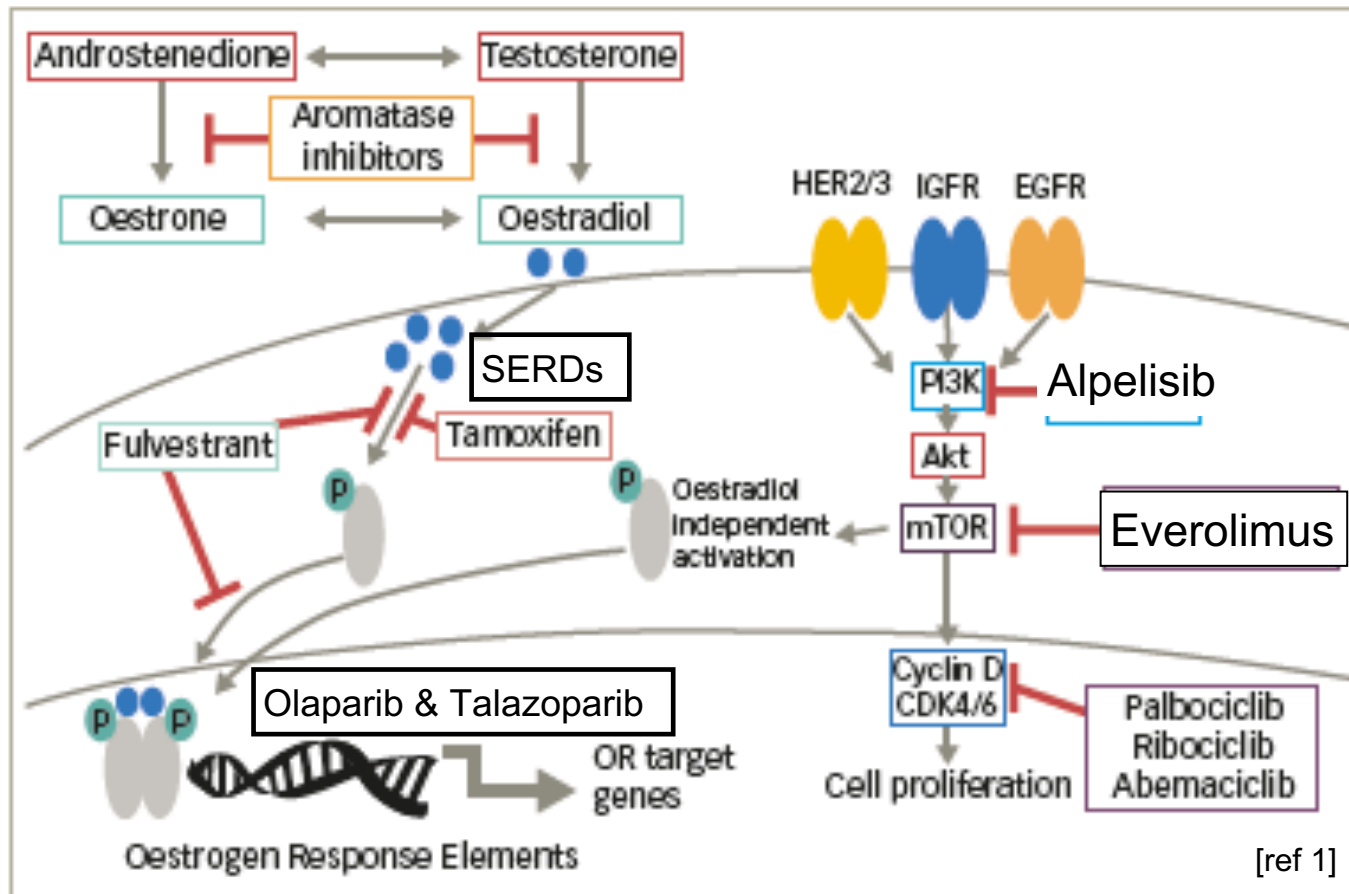 Androstenedione
Testosterone
Aromatase
inhibitors
Oestrone
Oestradiol
HER2/3
IGFR
EGFR
SERDs
PI3K
Alpelisib
Fulvestrant
Tamoxifen
Akt
P
P
Oestradiol
Independent
activation
mTOR
Everolimus
Cyclin D
CDK4/6
Palbociclib
Ribociclib
Abemaciclib
Olaparib & Talazoparib
P
P
OR target
genes
Cell proliferation
Oestrogen Response Elements
[ref 1]